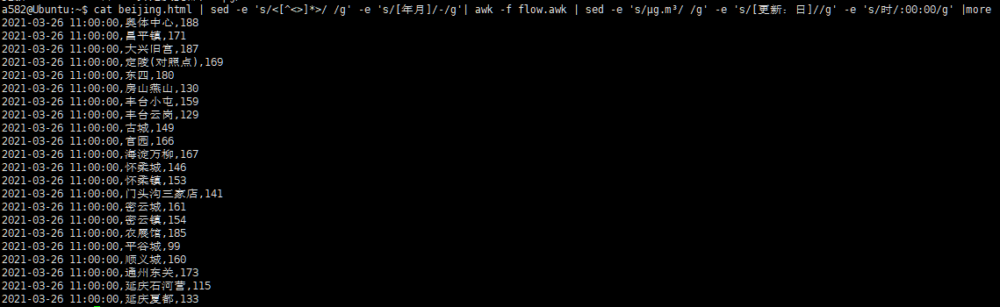 a582@Ubuntu:~$ cat beijing.html | sed -e 's/<[^<>]*>/ /g' -e 's/[年月]/-/g'| awk -f flow.awk | sed -e 's/μg.m³/ /g' -e 's/[更新：日]//g' -e 's/时/:00:00/g' |more
2021-03-26 11:00:00,奥体中心,188
2021-03-26 11:00:00,昌平镇,171
2021-03-26 11:00:00,大兴旧宫,187
2021-03-26 11:00:00,定陵(对照点),169
2021-03-26 11:00:00,东四,180
2021-03-26 11:00:00,房山燕山,130
2021-03-26 11:00:00,丰台小屯,159
2021-03-26 11:00:00,丰台云岗,129
2021-03-26 11:00:00,古城,149
2021-03-26 11:00:00,官园,166
2021-03-26 11:00:00,海淀万柳,167
2021-03-26 11:00:00,怀柔城,146
2021-03-26 11:00:00,怀柔镇,153
2021-03-26 11:00:00,门头沟三家店,141
2021-03-26 11:00:00,密云城,161
2021-03-26 11:00:00,密云镇,154
2021-03-26 11:00:00,农展馆,185
2021-03-26 11:00:00,平谷城,99
2021-03-26 11:00:00,顺义城,160
2021-03-26 11:00:00,通州东关,173
2021-03-26 11:00:00,延庆石河营,115
2021-03-26 11:00:00,延庆夏都,133